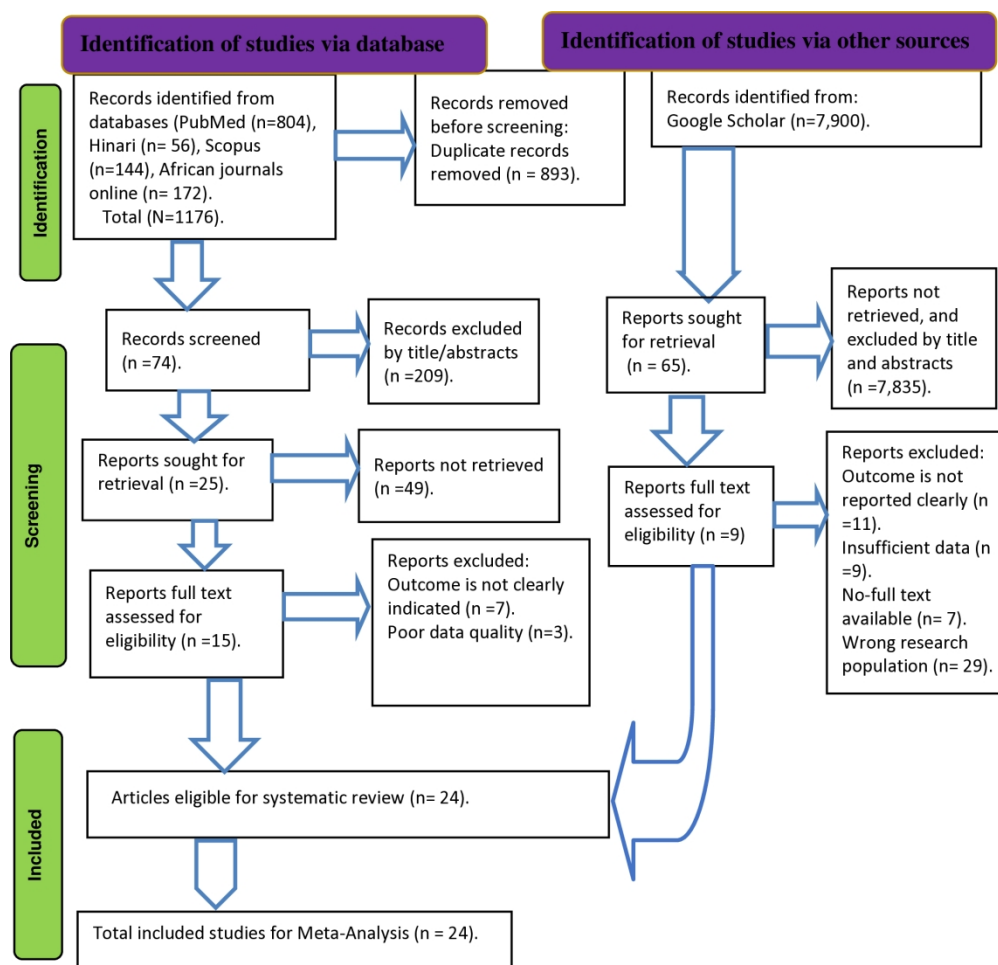 Identification of studies via database
Identification of studies via other sources
Identification
Records identified from
databases (PubMed (n=804),
Hinari (n= 56), Scopus
(n=144), African journals
online (n= 172).
Total (N=1176).
Records removed
before screening:
Duplicate records
removed (n = 893).
Records identified from:
Google Scholar (n=7,900).
Screening
Records screened
(n =74).
Records excluded
by title/abstracts
(n =209).
Reports sought
for retrieval
(n = 65).
Reports not
retrieved, and
excluded by title
and abstracts
(n =7,835).
Reports sought for
retrieval (n =25).
Reports not retrieved
(n =49).
Reports full text
assessed for
eligibility (n =9)
Reports excluded:
Outcome is not
reported clearly (n
=11).
Insufficient data (n
=9).
No-full text
available (n= 7).
Wrong research
population (n= 29).
Reports full text
assessed for
eligibility (n =15).
Reports excluded:
Outcome is not clearly
indicated (n =7).
Poor data quality (n=3).
Included
Articles eligible for systematic review (n= 24).
Total included studies for Meta-Analysis (n = 24).